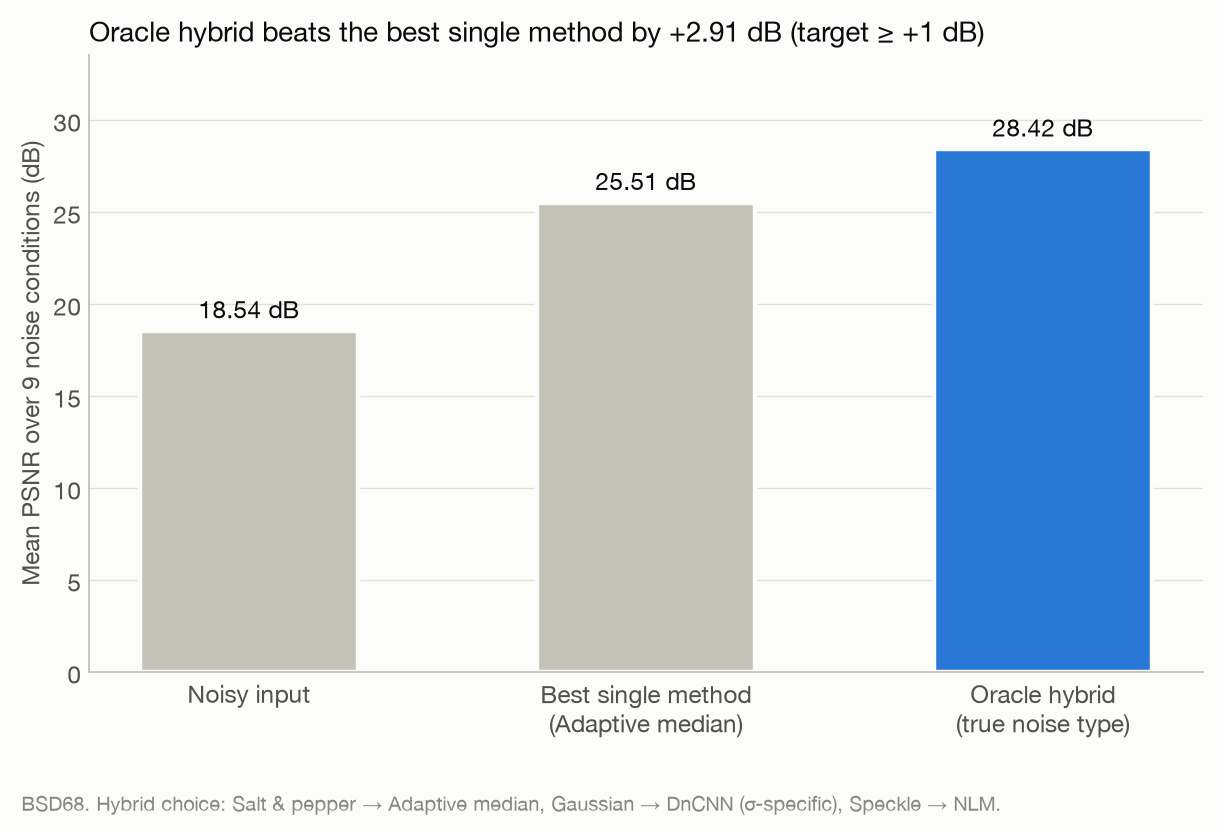 Oracle hybrid beats the best single method by +2.91 dB (target ≥ +1 dB)
Mean PSNR over 9 noise conditions (dB)
30
25
20
15
10
5
0
18.54 dB
25.51 dB
28.42 dB
Noisy input
Best single method
(Adaptive median)
Oracle hybrid
(true noise type)
BSD68. Hybrid choice: Salt & pepper → Adaptive median, Gaussian → DnCNN (σ-specific), Speckle → NLM.